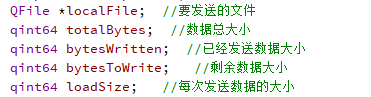 QFile *localFile;  //要发送的文件
qint64 totalBytes;  //数据总大小
qint64 bytesWritten;  //已经发送数据大小
qint64 bytesToWrite;   //剩余数据大小
qint64 loadSize;   //每次发送数据的大小